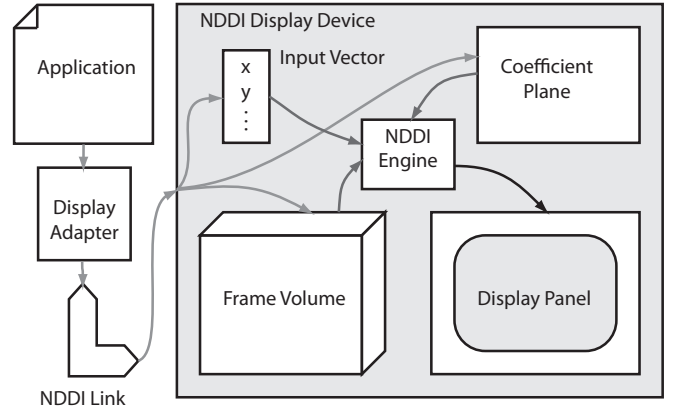 NDDI Display Device
Application
Input Vector
x
y
⋮
Coefficient
Plane
NDDI
Engine
Display
Adapter
Frame Volume
Display Panel
NDDI Link